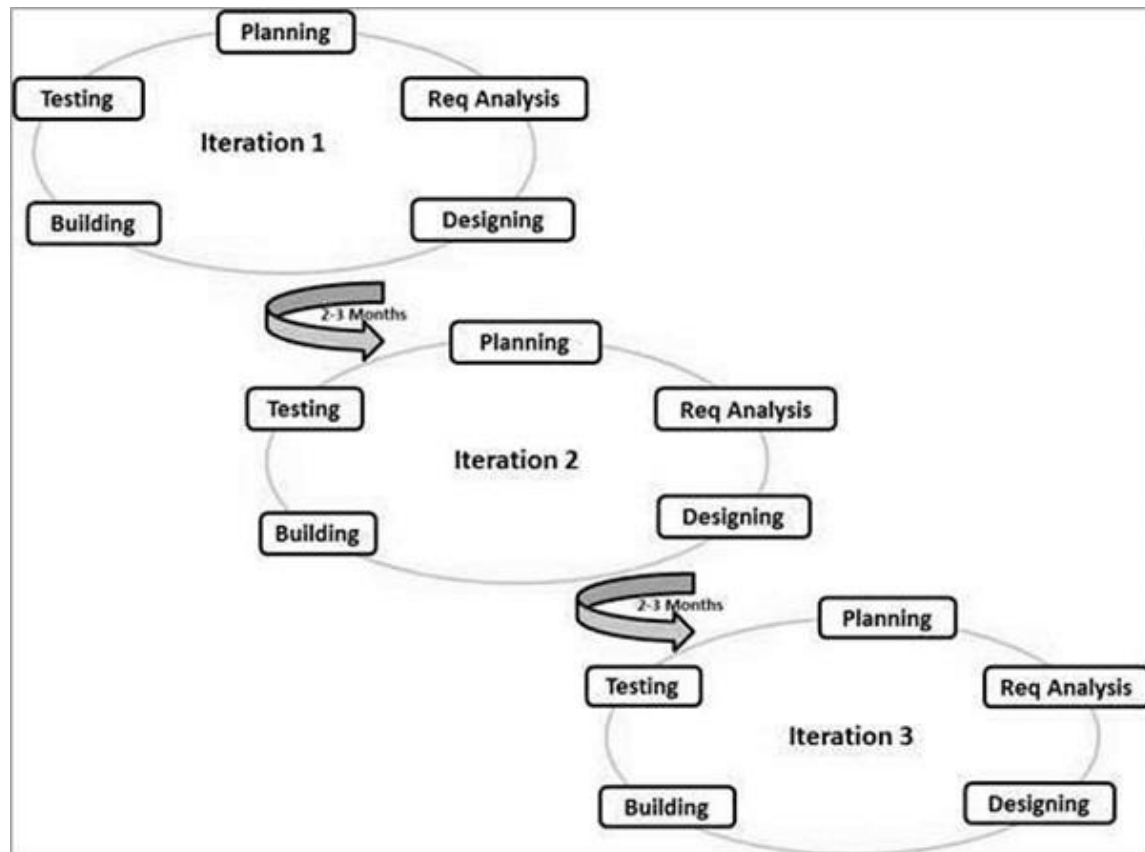 Planning
Testing
Req Analysis
Iteration 1
Building
Designing
2-3 Months
Planning
Testing
Req Analysis
Iteration 2
Building
Designing
2-3 Months
Planning
Testing
Req Analysis
Iteration 3
Building
Designing